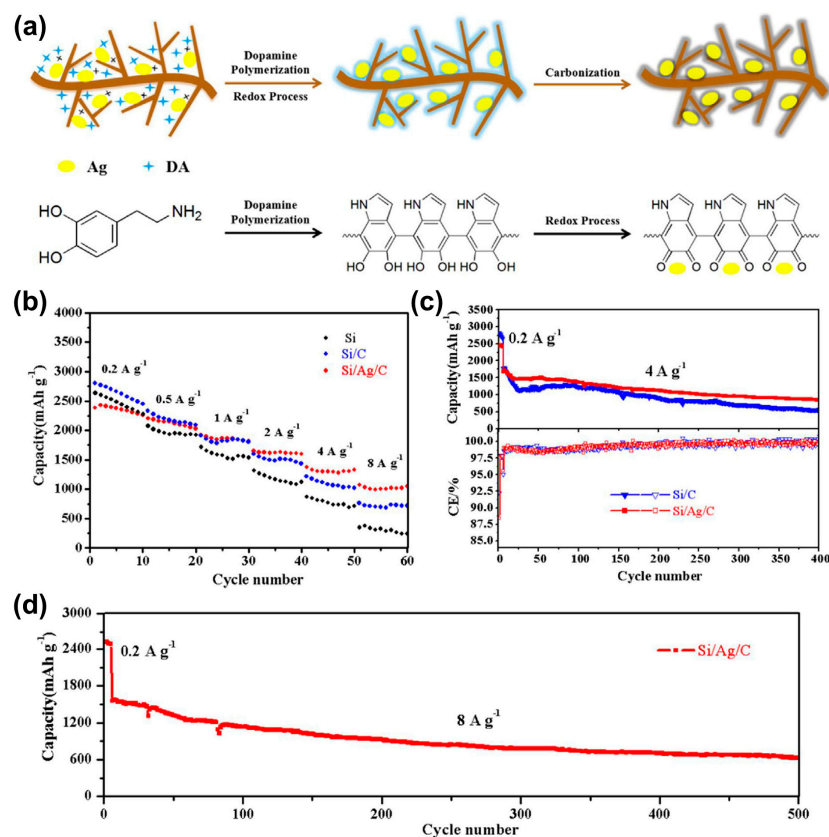 (a)
Dopamine
Polymerization
Redox Process
Carbonization
Ag
DA
HO
HO
NH2
Dopamine
Polymerization
HN
HN
HN
OH OH
OH OH
OH OH
Redox Process
HN
HN
HN
O O
O O
O O
(b)
4000
3500
3000
2500
2000
1500
1000
500
0
Capacity(mAh g-1)
Si
Si/C
Si/Ag/C
0.2 A g-1
0.5 A g-1
1 A g-1
2 A g-1
4 A g-1
8 A g-1
0 10 20 30 40 50 60
Cycle number
(c)
3500
3000
2500
2000
1500
1000
500
0
Capacity(mAh g-1)
0.2 A g-1
4 A g-1
100.0
97.5
95.0
92.5
90.0
87.5
85.0
CE/%
Si/C
Si/Ag/C
0 50 100 150 200 250 300 350 400
Cycle number
(d)
3000
2400
1800
1200
600
0
Capacity(mAh g-1)
0.2 A g-1
8 A g-1
Si/Ag/C
0 100 200 300 400 500
Cycle number